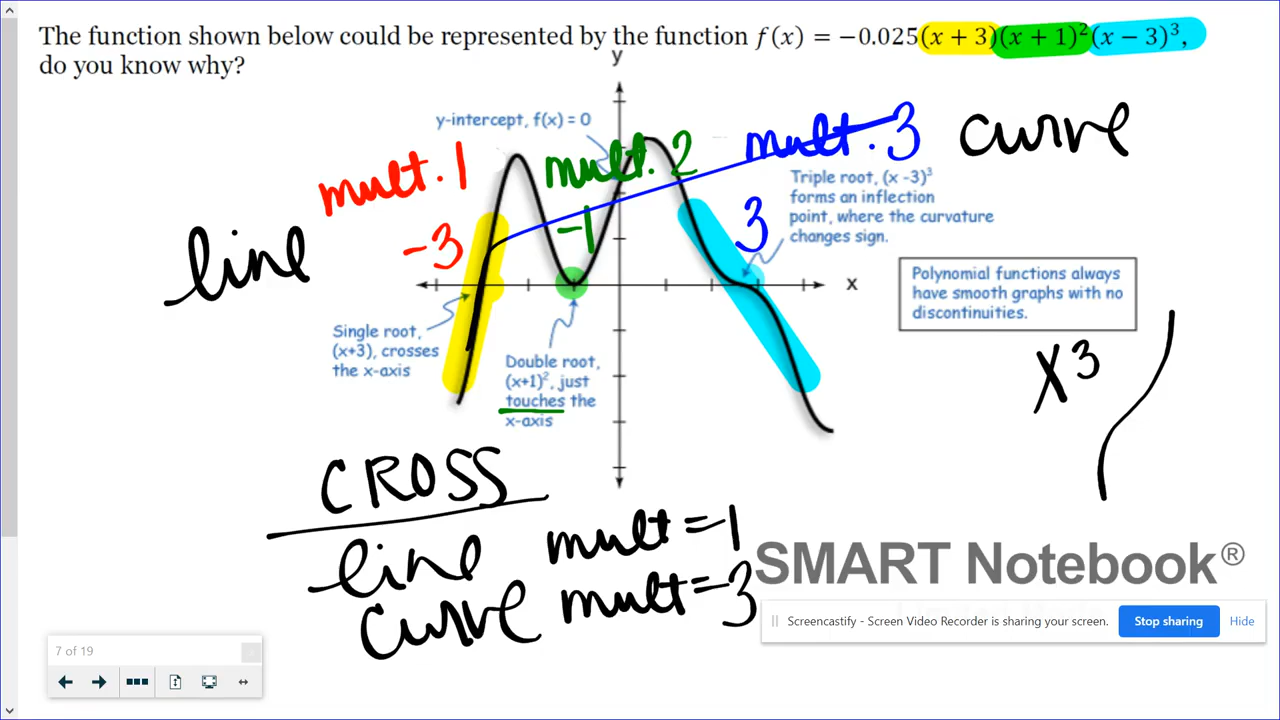 The function shown below could be represented by the function f(x) = −0.025(x + 3)(x + 1)²(x − 3)³,
do you know why?
y
y-intercept, f(x) = 0
mult. 1
mult. 2
mult. 3
curve
Triple root, (x -3)³
forms an inflection
point, where the curvature
changes sign.
line
-3
-1
3
x
Polynomial functions always
have smooth graphs with no
discontinuities.
Single root,
(x+3), crosses
the x-axis
Double root,
(x+1)², just
touches the
x-axis
x³
CROSS
line mult=1
curve mult=3
SMART Notebook®
Screencastify - Screen Video Recorder is sharing your screen.
Stop sharing
Hide
7 of 19